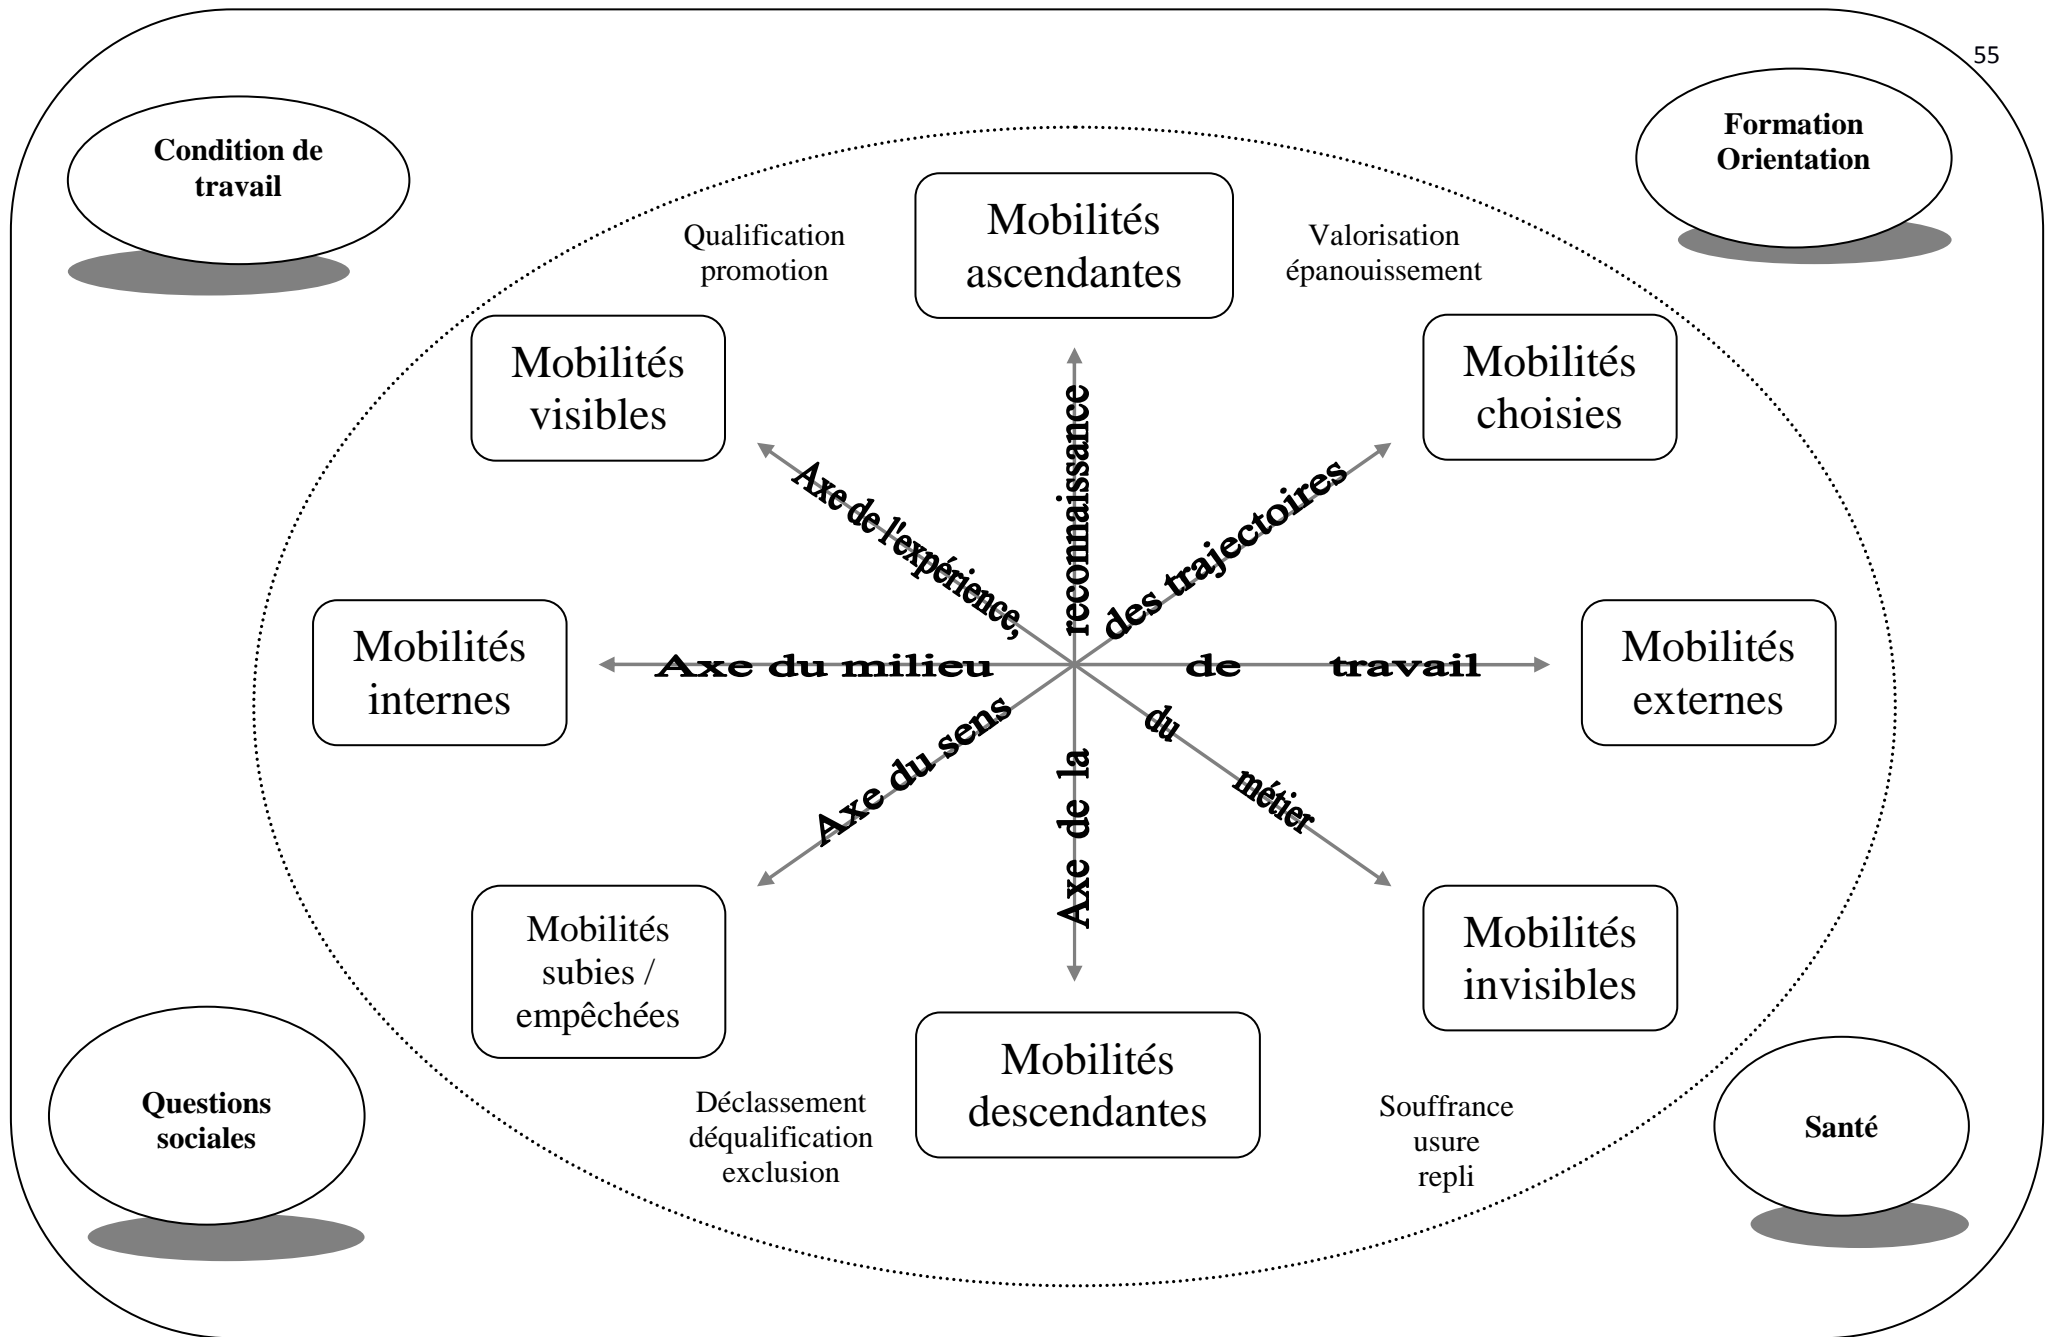 55
Condition de
travail
Formation
Orientation
Qualification
promotion
Mobilités
ascendantes
Valorisation
épanouissement
Mobilités
visibles
Mobilités
choisies
Axe de l'expérience,
du
métier
Axe de la
reconnaissance
Axe du sens
des trajectoires
Mobilités
internes
Axe du milieu de travail
Mobilités
externes
Mobilités
subies /
empêchées
Mobilités
descendantes
Mobilités
invisibles
Déclassement
déqualification
exclusion
Souffrance
usure
repli
Questions
sociales
Santé